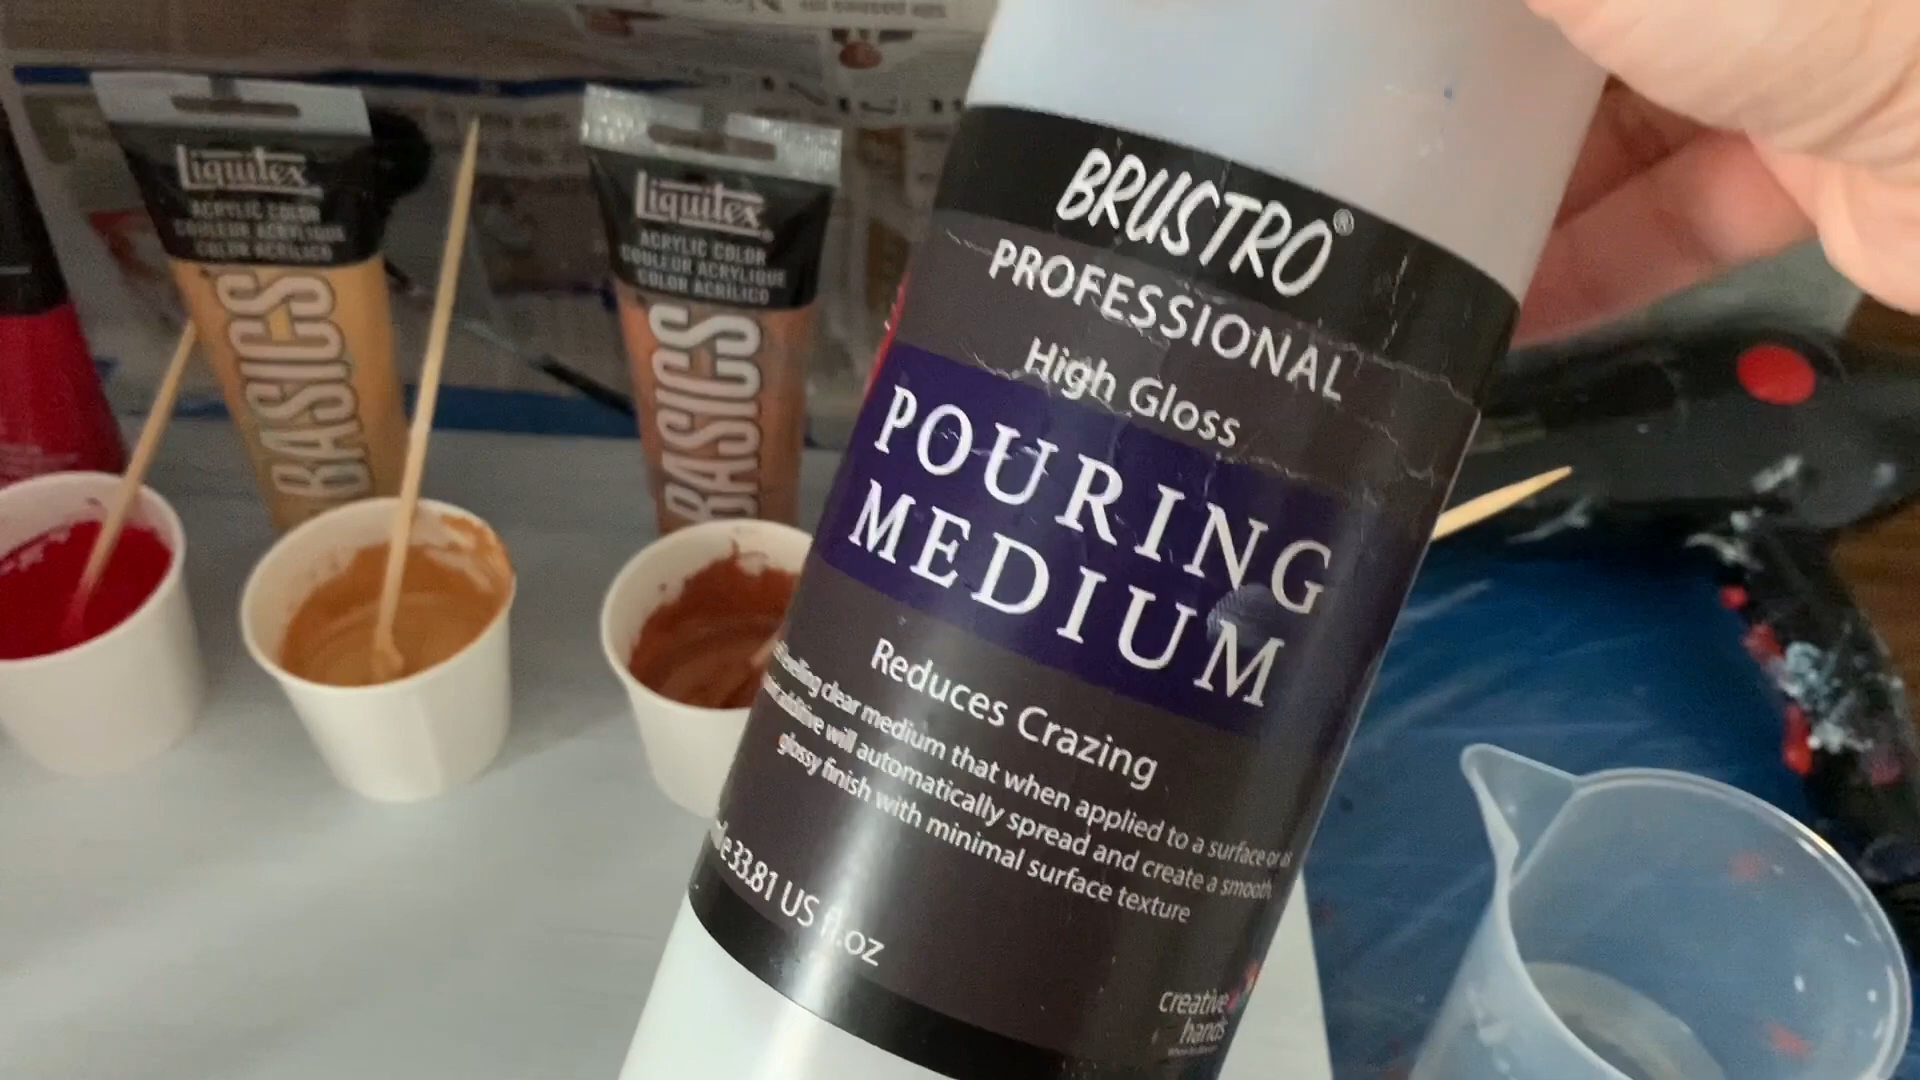 Liquitex
ACRYLIC COLOR
COULEUR ACRYLIQUE
COLOR ACRÍLICO
BASICS
Liquitex
ACRYLIC COLOR
COULEUR ACRYLIQUE
COLOR ACRÍLICO
BASICS
BRUSTRO®
PROFESSIONAL
High Gloss
POURING
MEDIUM
Reduces Crazing
clear medium that when applied to a surface or as
will automatically spread and create a smooth,
glossy finish with minimal surface texture
33.81 US fl.oz
creative
hands